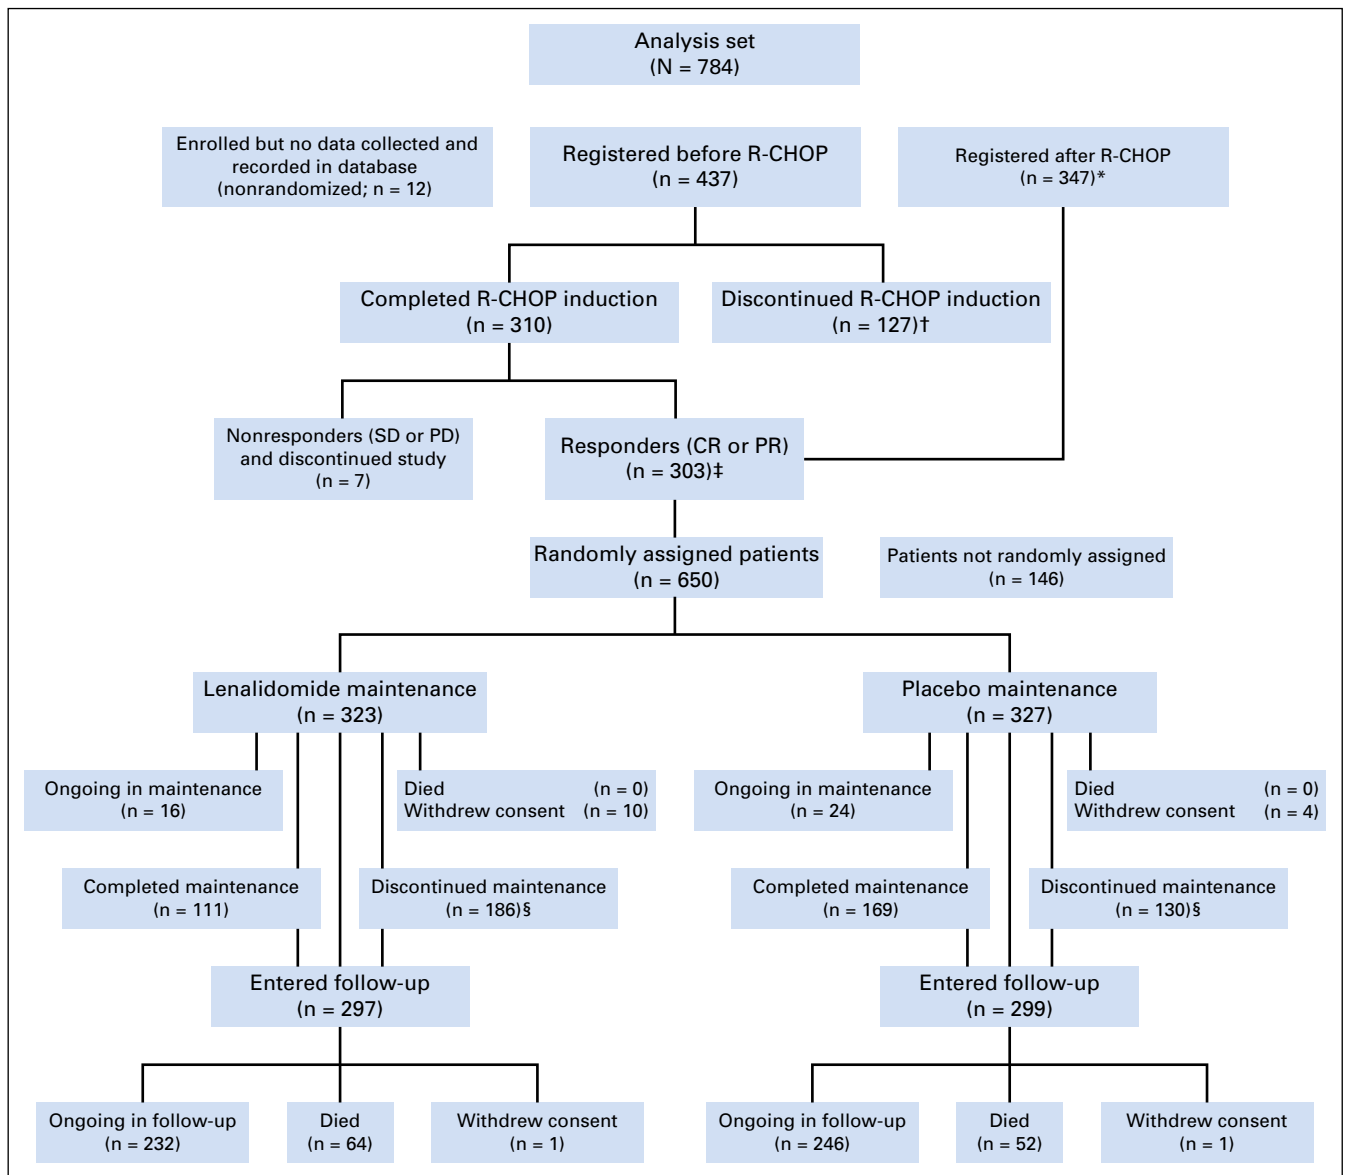 Analysis set
(N = 784)
Enrolled but no data collected and
recorded in database
(nonrandomized; n = 12)
Registered before R-CHOP
(n = 437)
Registered after R-CHOP
(n = 347)*
Completed R-CHOP induction
(n = 310)
Discontinued R-CHOP induction
(n = 127)†
Nonresponders (SD or PD)
and discontinued study
(n = 7)
Responders (CR or PR)
(n = 303)‡
Randomly assigned patients
(n = 650)
Patients not randomly assigned
(n = 146)
Lenalidomide maintenance
(n = 323)
Placebo maintenance
(n = 327)
Ongoing in maintenance
(n = 16)
Died (n = 0)
Withdrew consent (n = 10)
Ongoing in maintenance
(n = 24)
Died (n = 0)
Withdrew consent (n = 4)
Completed maintenance
(n = 111)
Discontinued maintenance
(n = 186)§
Completed maintenance
(n = 169)
Discontinued maintenance
(n = 130)§
Entered follow-up
(n = 297)
Entered follow-up
(n = 299)
Ongoing in follow-up
(n = 232)
Died
(n = 64)
Withdrew consent
(n = 1)
Ongoing in follow-up
(n = 246)
Died
(n = 52)
Withdrew consent
(n = 1)